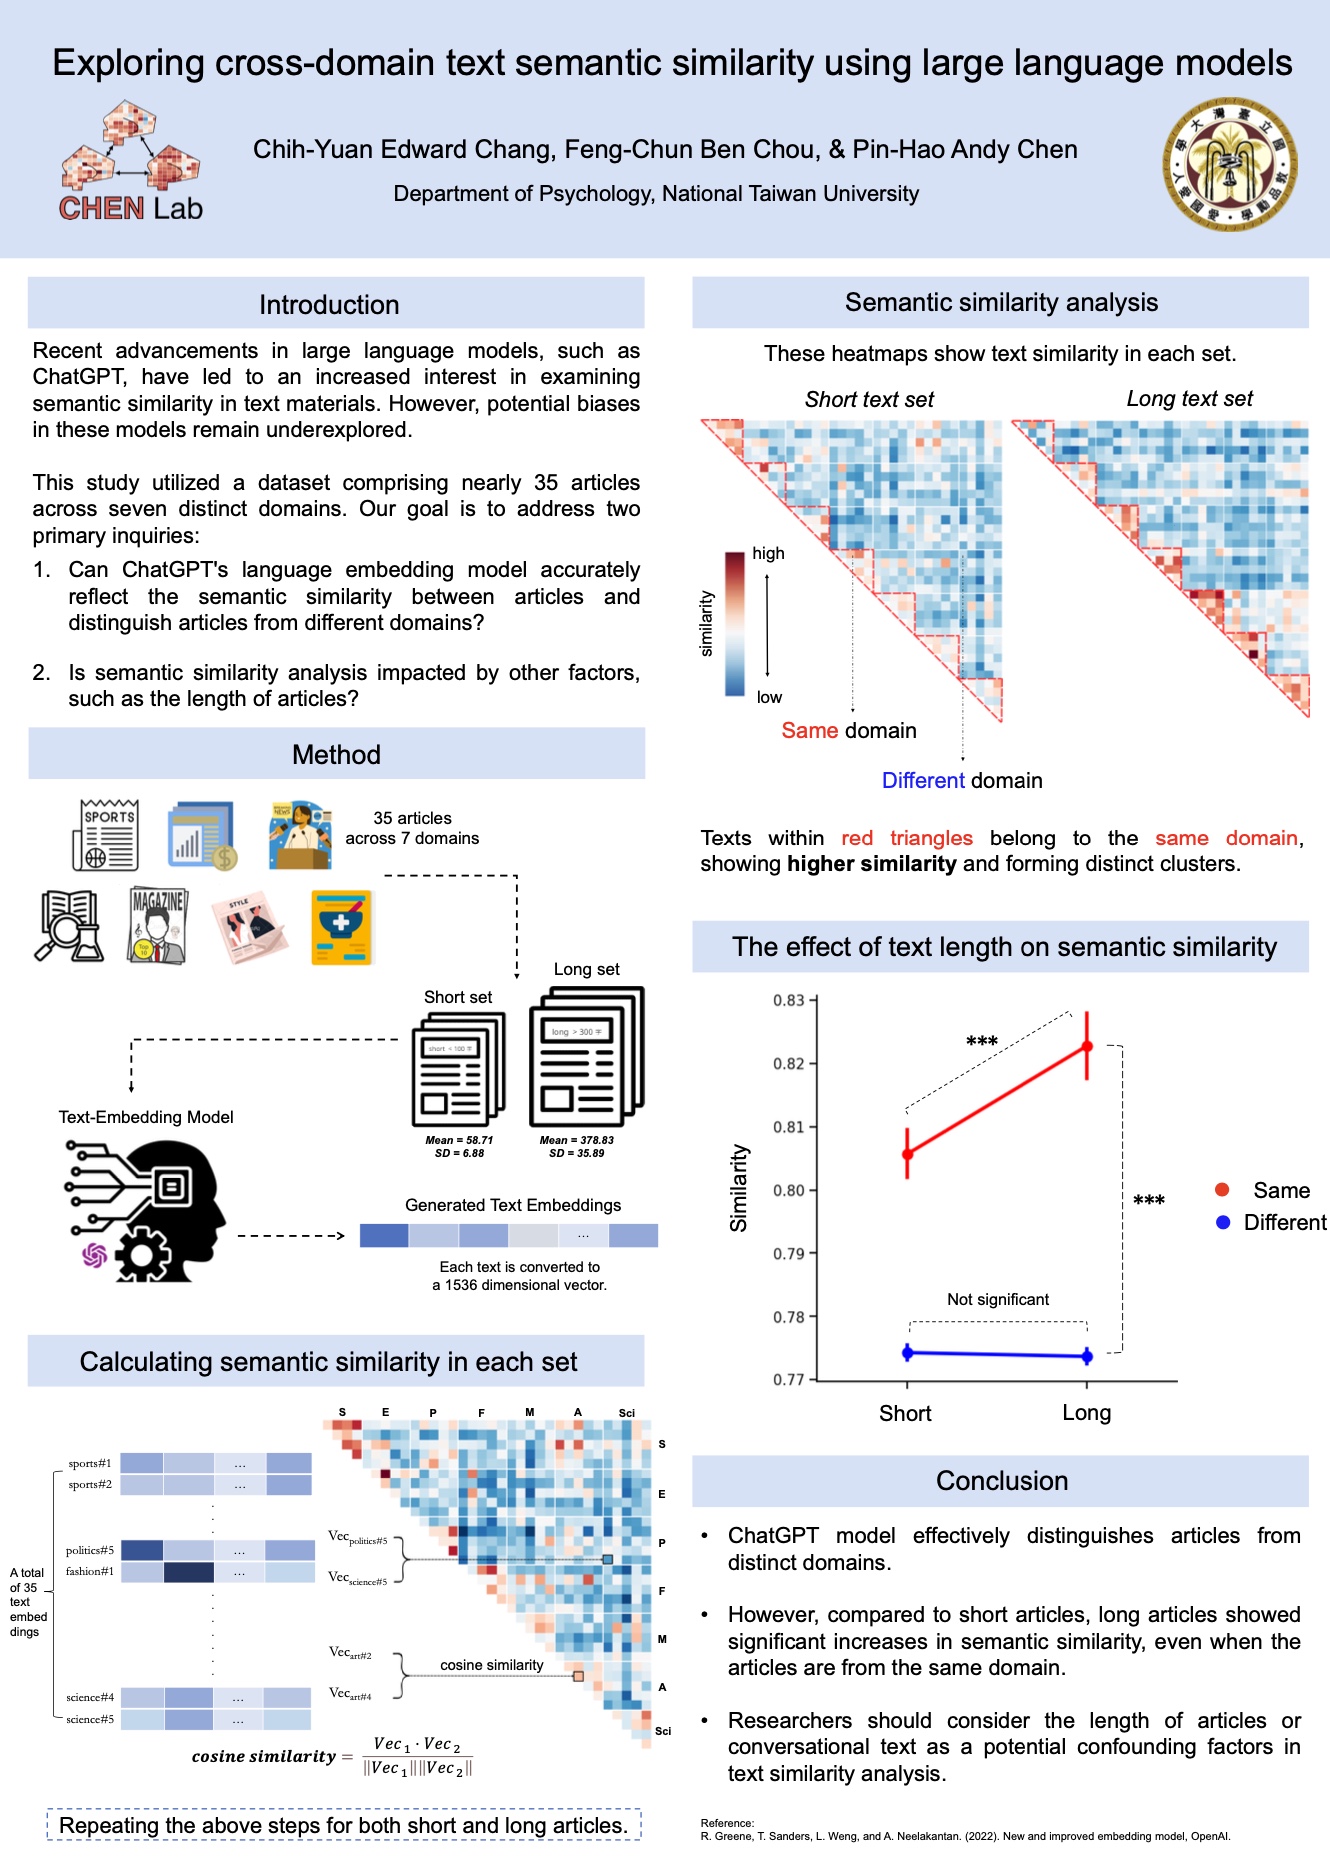 Exploring cross-domain text semantic similarity using large language models
CHEN Lab
Chih-Yuan Edward Chang, Feng-Chun Ben Chou, & Pin-Hao Andy Chen
Department of Psychology, National Taiwan University
Introduction
Recent advancements in large language models, such as
ChatGPT, have led to an increased interest in examining
semantic similarity in text materials. However, potential biases
in these models remain underexplored.
This study utilized a dataset comprising nearly 35 articles
across seven distinct domains. Our goal is to address two
primary inquiries:
1. Can ChatGPT's language embedding model accurately
reflect the semantic similarity between articles and
distinguish articles from different domains?
2. Is semantic similarity analysis impacted by other factors,
such as the length of articles?
Method
SPORTS
35 articles
across 7 domains
MAGAZINE
Top
10
STYLE
Short set
Long set
short < 100 字
long > 300 字
Mean = 58.71
SD = 6.88
Mean = 378.83
SD = 35.89
Text-Embedding Model
Generated Text Embeddings
...
Each text is converted to
a 1536 dimensional vector.
Calculating semantic similarity in each set
S E P F M A Sci
S
E
P
F
M
A
Sci
A total
of 35
text
embed
dings
sports#1 ...
sports#2 ...
politics#5 ...
fashion#1 ...
science#4 ...
science#5 ...
Vec politics#5
Vec science#5
Vec art#2
Vec art#4
cosine similarity
cosine similarity = Vec 1 · Vec 2 / ||Vec 1|| ||Vec 2||
Repeating the above steps for both short and long articles.
Semantic similarity analysis
These heatmaps show text similarity in each set.
Short text set
Long text set
similarity
high
low
Same domain
Different domain
Texts within red triangles belong to the same domain,
showing higher similarity and forming distinct clusters.
The effect of text length on semantic similarity
Similarity
0.83
0.82
0.81
0.80
0.79
0.78
0.77
***
***
Not significant
Short
Long
Same
Different
Conclusion
• ChatGPT model effectively distinguishes articles from
distinct domains.
• However, compared to short articles, long articles showed
significant increases in semantic similarity, even when the
articles are from the same domain.
• Researchers should consider the length of articles or
conversational text as a potential confounding factors in
text similarity analysis.
Reference:
R. Greene, T. Sanders, L. Weng, and A. Neelakantan. (2022). New and improved embedding model, OpenAI.